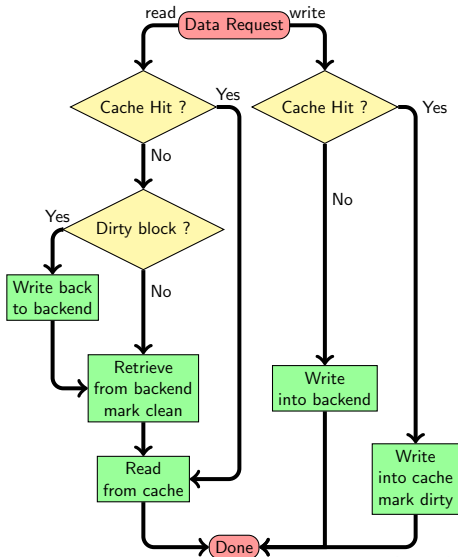 read
Data Request
write
Cache Hit ?
Yes
Cache Hit ?
Yes
No
No
Yes
Dirty block ?
Write back
to backend
No
Retrieve
from backend
mark clean
Write
into backend
Read
from cache
Write
into cache
mark dirty
Done